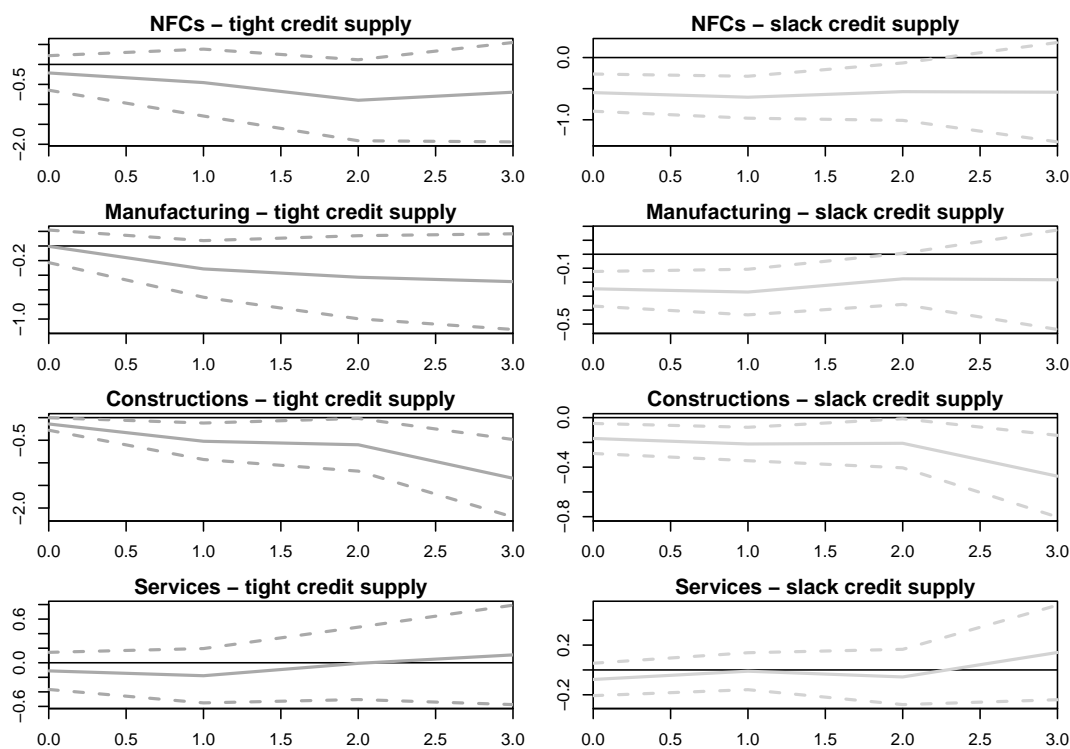 NFCs – tight credit supply
−0.5
−2.0
0.0 0.5 1.0 1.5 2.0 2.5 3.0
NFCs – slack credit supply
0.0
−1.0
0.0 0.5 1.0 1.5 2.0 2.5 3.0
Manufacturing – tight credit supply
−0.2
−1.0
0.0 0.5 1.0 1.5 2.0 2.5 3.0
Manufacturing – slack credit supply
−0.1
−0.5
0.0 0.5 1.0 1.5 2.0 2.5 3.0
Constructions – tight credit supply
−0.5
−2.0
0.0 0.5 1.0 1.5 2.0 2.5 3.0
Constructions – slack credit supply
0.0
−0.4
−0.8
0.0 0.5 1.0 1.5 2.0 2.5 3.0
Services – tight credit supply
0.6
0.0
−0.6
0.0 0.5 1.0 1.5 2.0 2.5 3.0
Services – slack credit supply
0.2
−0.2
0.0 0.5 1.0 1.5 2.0 2.5 3.0